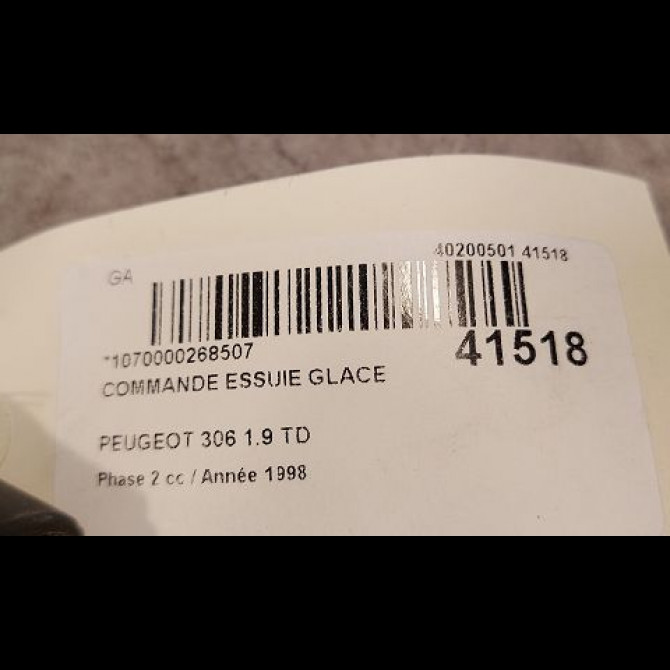 GA 40200501 41518
*1070000268507 41518
COMMANDE ESSUIE GLACE
PEUGEOT 306 1.9 TD
Phase 2 cc / Année 1998